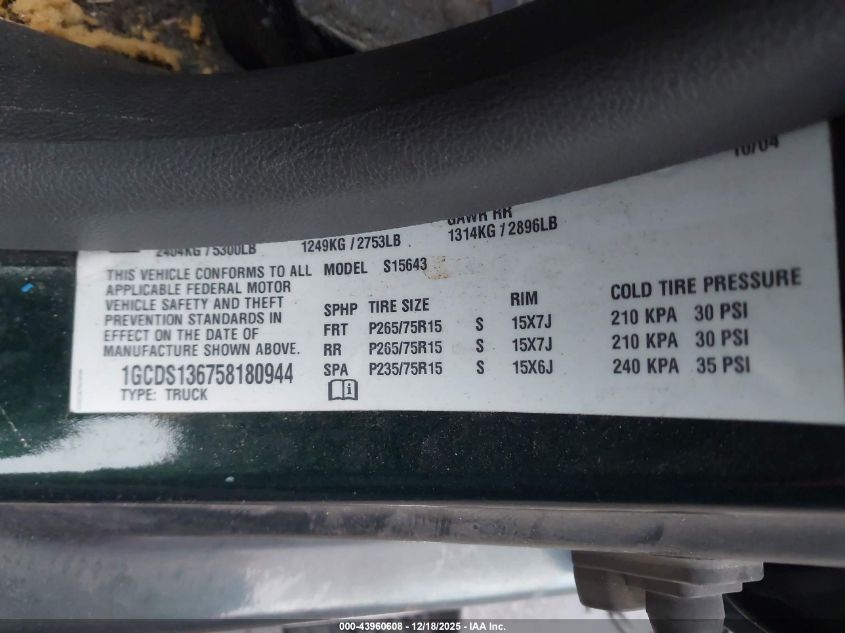 10/04
GAWR RR
2404KG / 5300LB 1249KG / 2753LB 1314KG / 2896LB
THIS VEHICLE CONFORMS TO ALL
APPLICABLE FEDERAL MOTOR
VEHICLE SAFETY AND THEFT
PREVENTION STANDARDS IN
EFFECT ON THE DATE OF
MANUFACTURE SHOWN ABOVE.
1GCDS136758180944
TYPE: TRUCK
MODEL S15643
SPHP TIRE SIZE RIM COLD TIRE PRESSURE
FRT P265/75R15 S 15X7J 210 KPA 30 PSI
RR P265/75R15 S 15X7J 210 KPA 30 PSI
SPA P235/75R15 S 15X6J 240 KPA 35 PSI
000-43960608 - 12/18/2025 - IAA Inc.